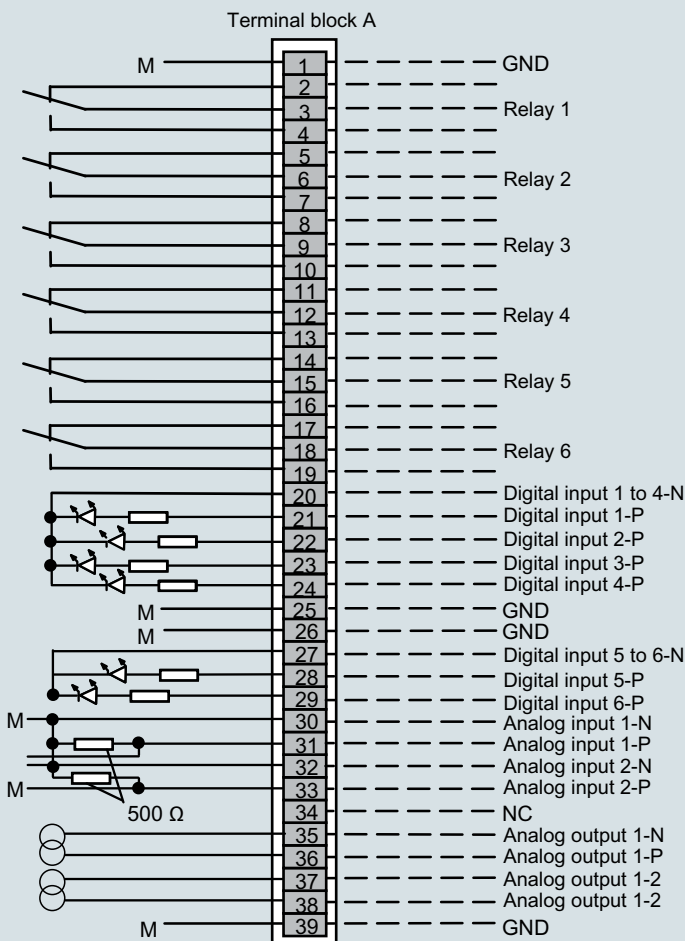 Terminal block A
M 1 GND
2
3 Relay 1
4
5
6 Relay 2
7
8
9 Relay 3
10
11
12 Relay 4
13
14
15 Relay 5
16
17
18 Relay 6
19
20 Digital input 1 to 4-N
21 Digital input 1-P
22 Digital input 2-P
23 Digital input 3-P
24 Digital input 4-P
M 25 GND
M 26 GND
27 Digital input 5 to 6-N
28 Digital input 5-P
29 Digital input 6-P
M 30 Analog input 1-N
31 Analog input 1-P
32 Analog input 2-N
M 33 Analog input 2-P
500 Ω 34 NC
35 Analog output 1-N
36 Analog output 1-P
37 Analog output 1-2
38 Analog output 1-2
M 39 GND